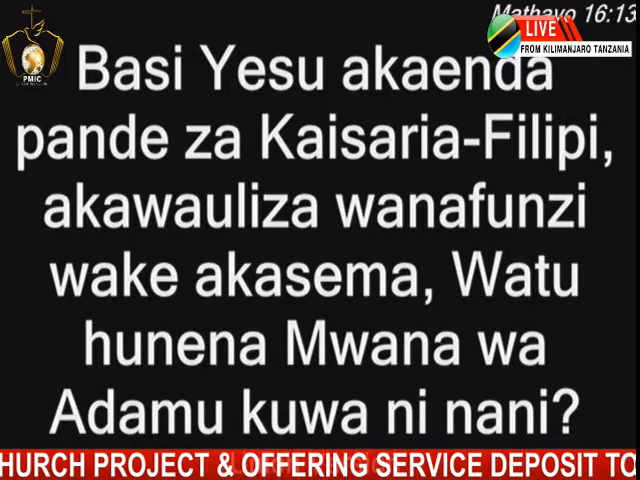 Mathayo 16:13
LIVE
FROM KILIMANJARO TANZANIA
PMIC
Basi Yesu akaenda
pande za Kaisaria-Filipi,
akawauliza wanafunzi
wake akasema, Watu
hunena Mwana wa
Adamu kuwa ni nani?
HURCH PROJECT & OFFERING SERVICE DEPOSIT TO